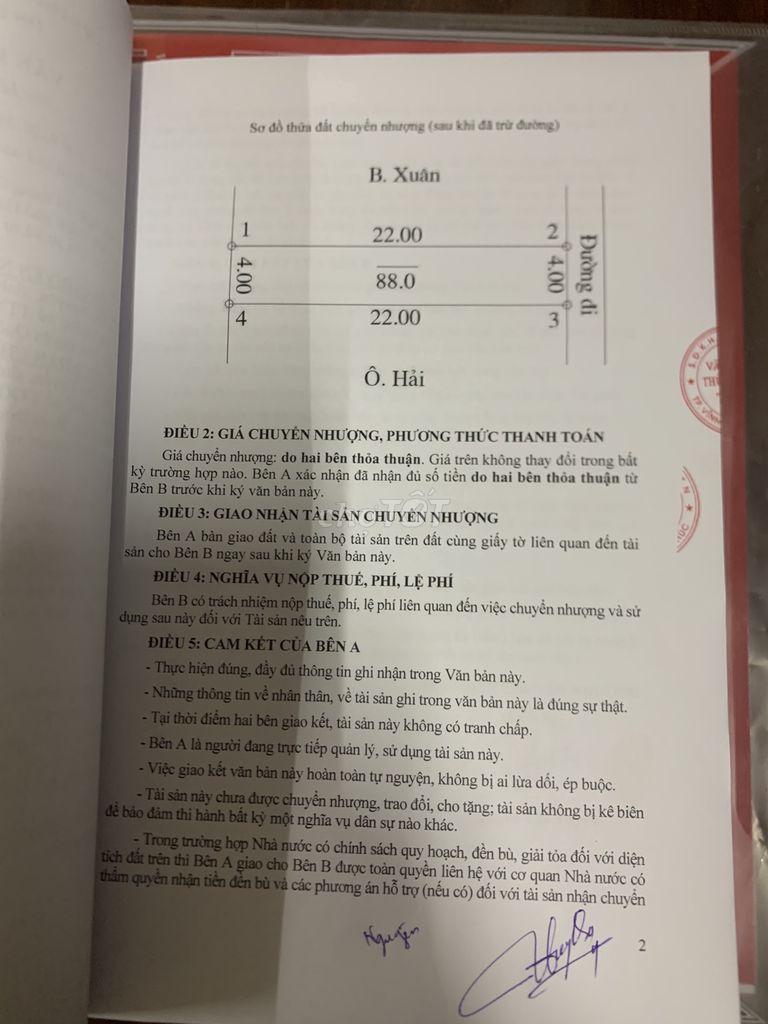 Sơ đồ thửa đất chuyển nhượng (sau khi đã trừ đường)
B. Xuân
1 22.00 2
4.00 88.0 4.00 Đường đi
4 22.00 3
Ô. Hải
ĐIỀU 2: GIÁ CHUYỂN NHƯỢNG, PHƯƠNG THỨC THANH TOÁN
Giá chuyển nhượng: do hai bên thỏa thuận. Giá trên không thay đổi trong bất
kỳ trường hợp nào. Bên A xác nhận đã nhận đủ số tiền do hai bên thỏa thuận từ
Bên B trước khi ký văn bản này.
ĐIỀU 3: GIAO NHẬN TÀI SẢN CHUYỂN NHƯỢNG
Bên A bàn giao đất và toàn bộ tài sản trên đất cùng giấy tờ liên quan đến tài
sản cho Bên B ngay sau khi ký Văn bản này.
ĐIỀU 4: NGHĨA VỤ NỘP THUẾ, PHÍ, LỆ PHÍ
Bên B có trách nhiệm nộp thuế, phí, lệ phí liên quan đến việc chuyển nhượng và sử
dụng sau này đối với Tài sản nêu trên.
ĐIỀU 5: CAM KẾT CỦA BÊN A
- Thực hiện đúng, đầy đủ thông tin ghi nhận trong Văn bản này.
- Những thông tin về nhân thân, về tài sản ghi trong văn bản này là đúng sự thật.
- Tại thời điểm hai bên giao kết, tài sản này không có tranh chấp.
- Bên A là người đang trực tiếp quản lý, sử dụng tài sản này.
- Việc giao kết văn bản này hoàn toàn tự nguyện, không bị ai lừa dối, ép buộc.
- Tài sản này chưa được chuyển nhượng, trao đổi, cho tặng; tài sản không bị kê biên
để bảo đảm thi hành bất kỳ một nghĩa vụ dân sự nào khác.
- Trong trường hợp Nhà nước có chính sách quy hoạch, đền bù, giải tỏa đối với diện
tích đất trên thì Bên A giao cho Bên B được toàn quyền liên hệ với cơ quan Nhà nước có
thẩm quyền nhận tiền đền bù và các phương án hỗ trợ (nếu có) đối với tài sản nhận chuyển
Nguyễn
2
chợTỐT